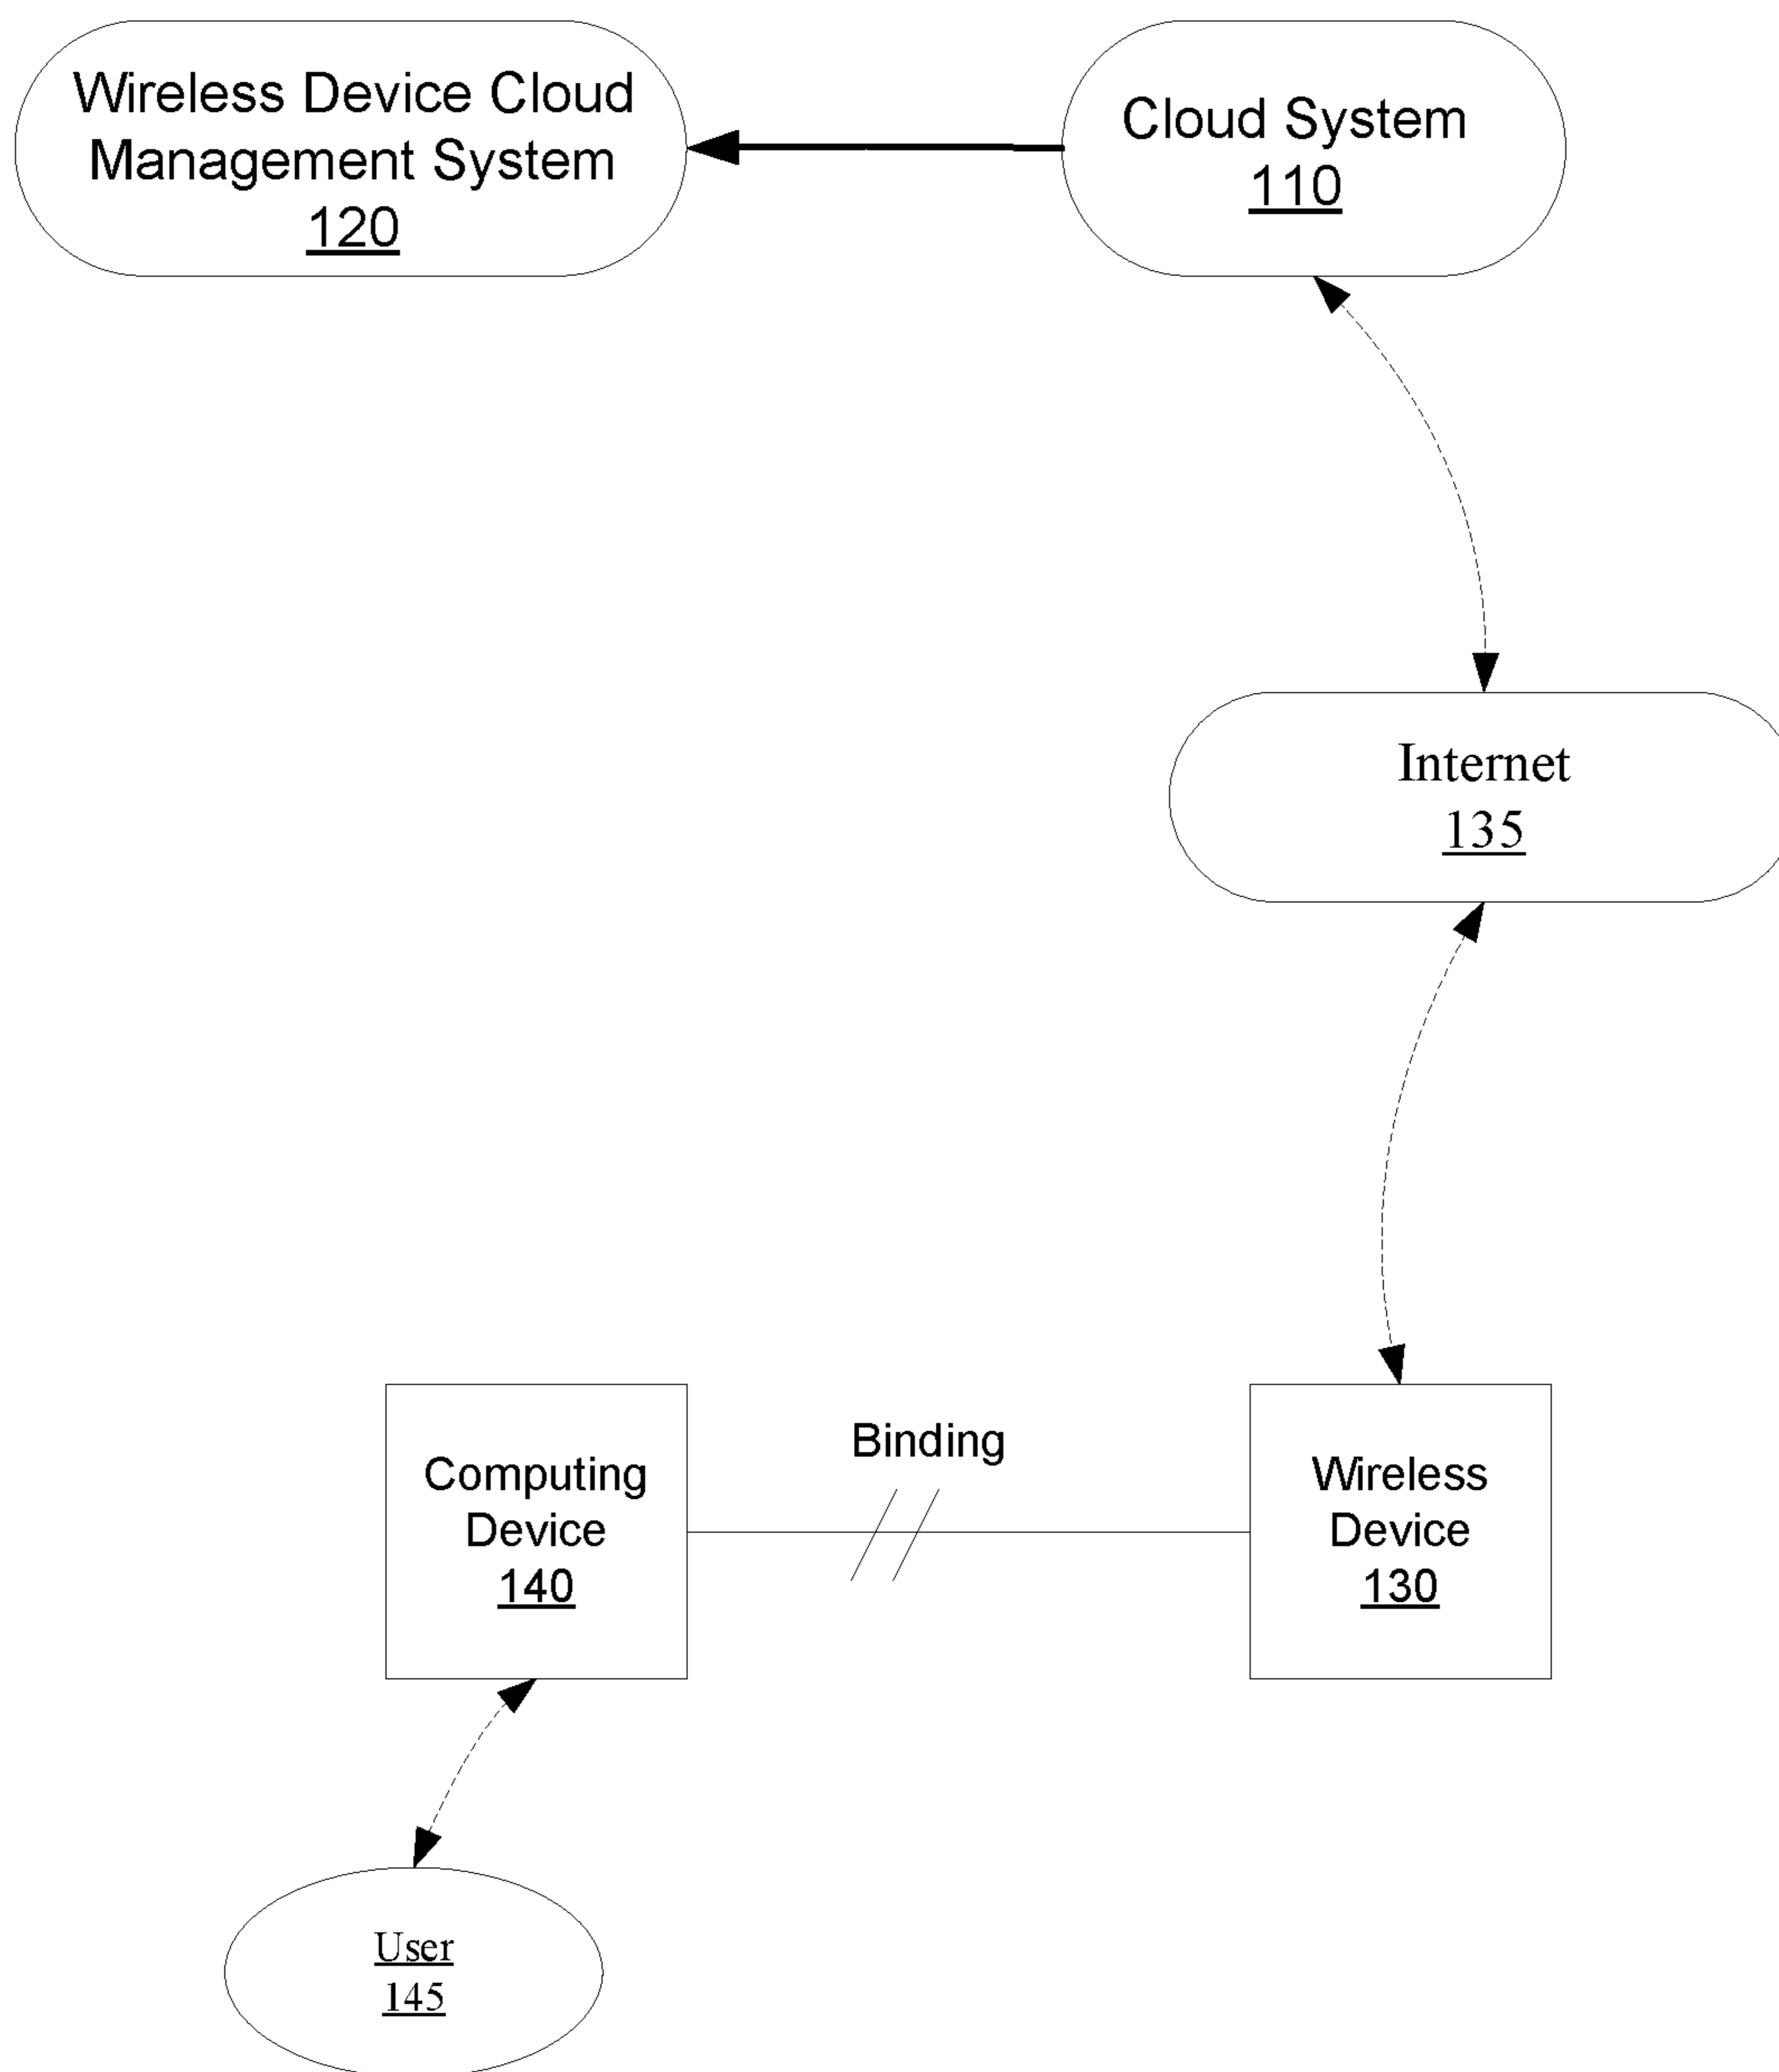 Wireless Device Cloud
Management System
120
Cloud System
110
Internet
135
Binding
Computing
Device
140
Wireless
Device
130
User
145